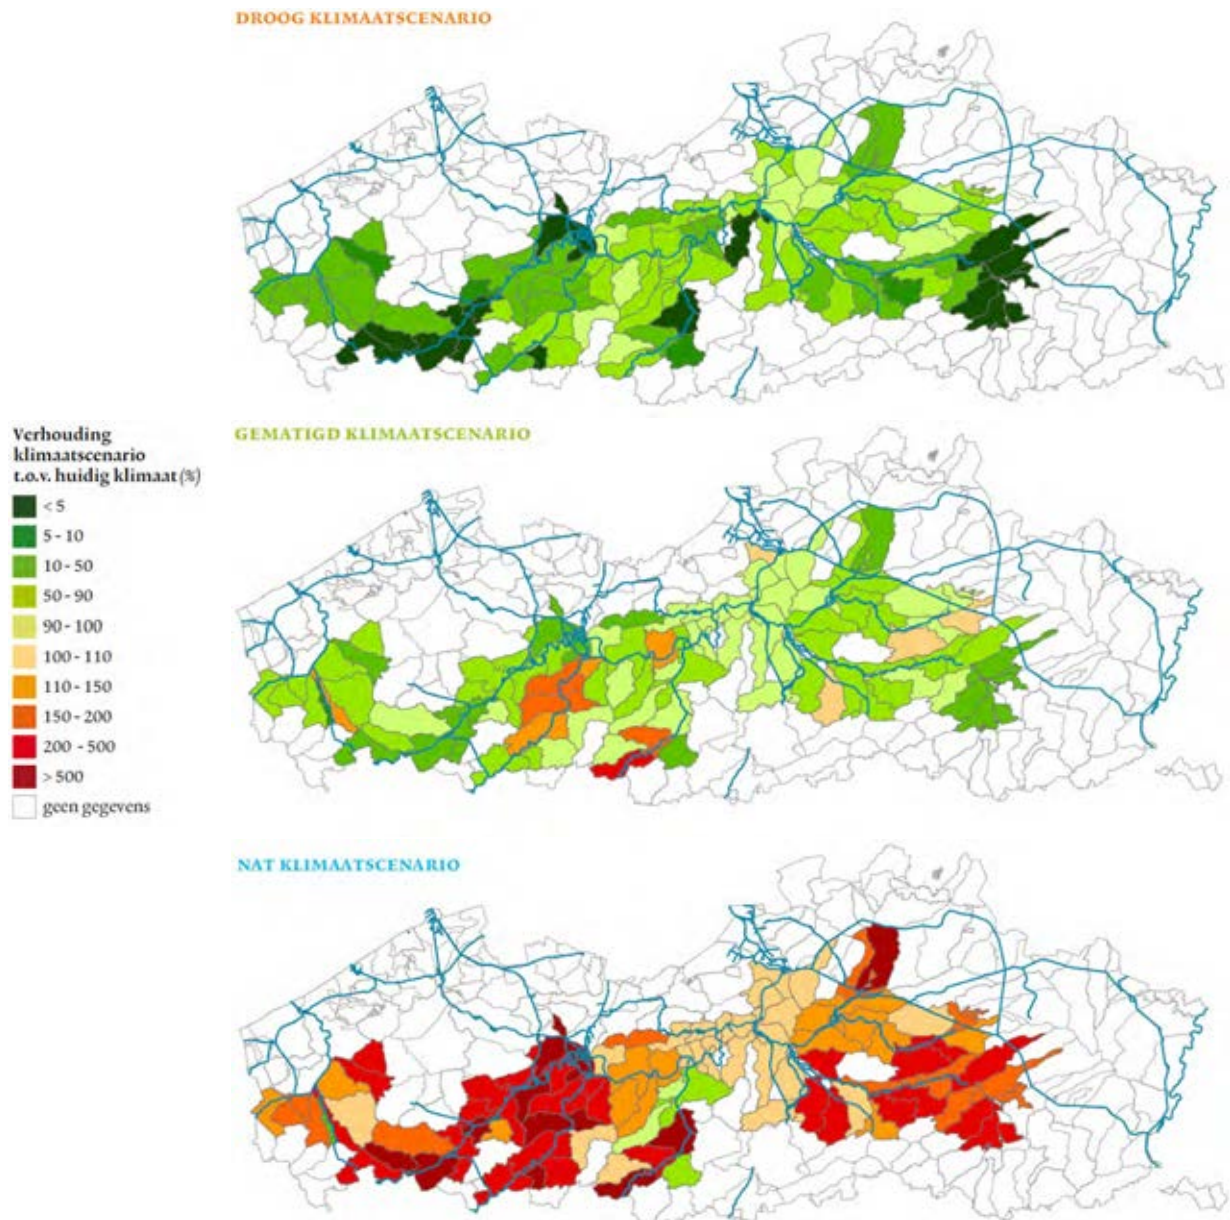 DROOG KLIMAATSCENARIO
GEMATIGD KLIMAATSCENARIO
Verhouding
klimaatscenario
t.o.v. huidig klimaat (%)
< 5
5 - 10
10 - 50
50 - 90
90 - 100
100 - 110
110 - 150
150 - 200
200 - 500
> 500
geen gegevens
NAT KLIMAATSCENARIO